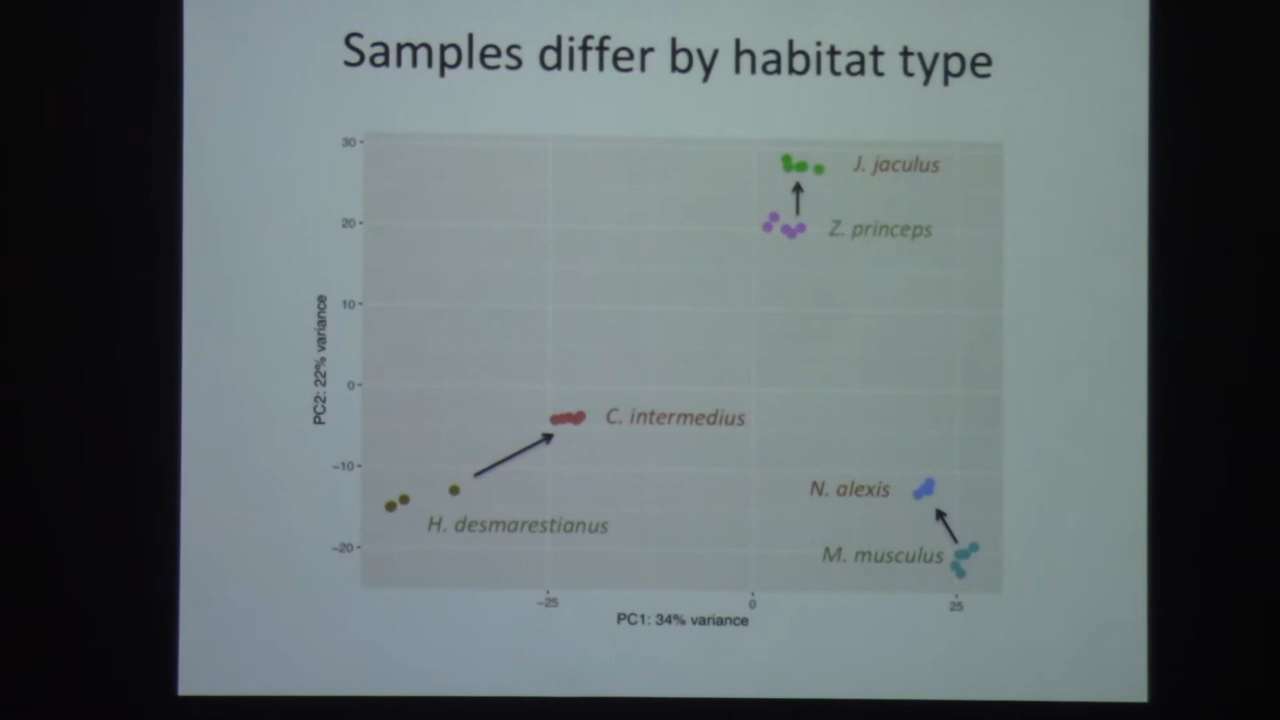 Samples differ by habitat type
30
20
10
0
−10
−20
PC2: 22% variance
J. jaculus
Z. princeps
C. intermedius
H. desmarestianus
N. alexis
M. musculus
−25
0
25
PC1: 34% variance